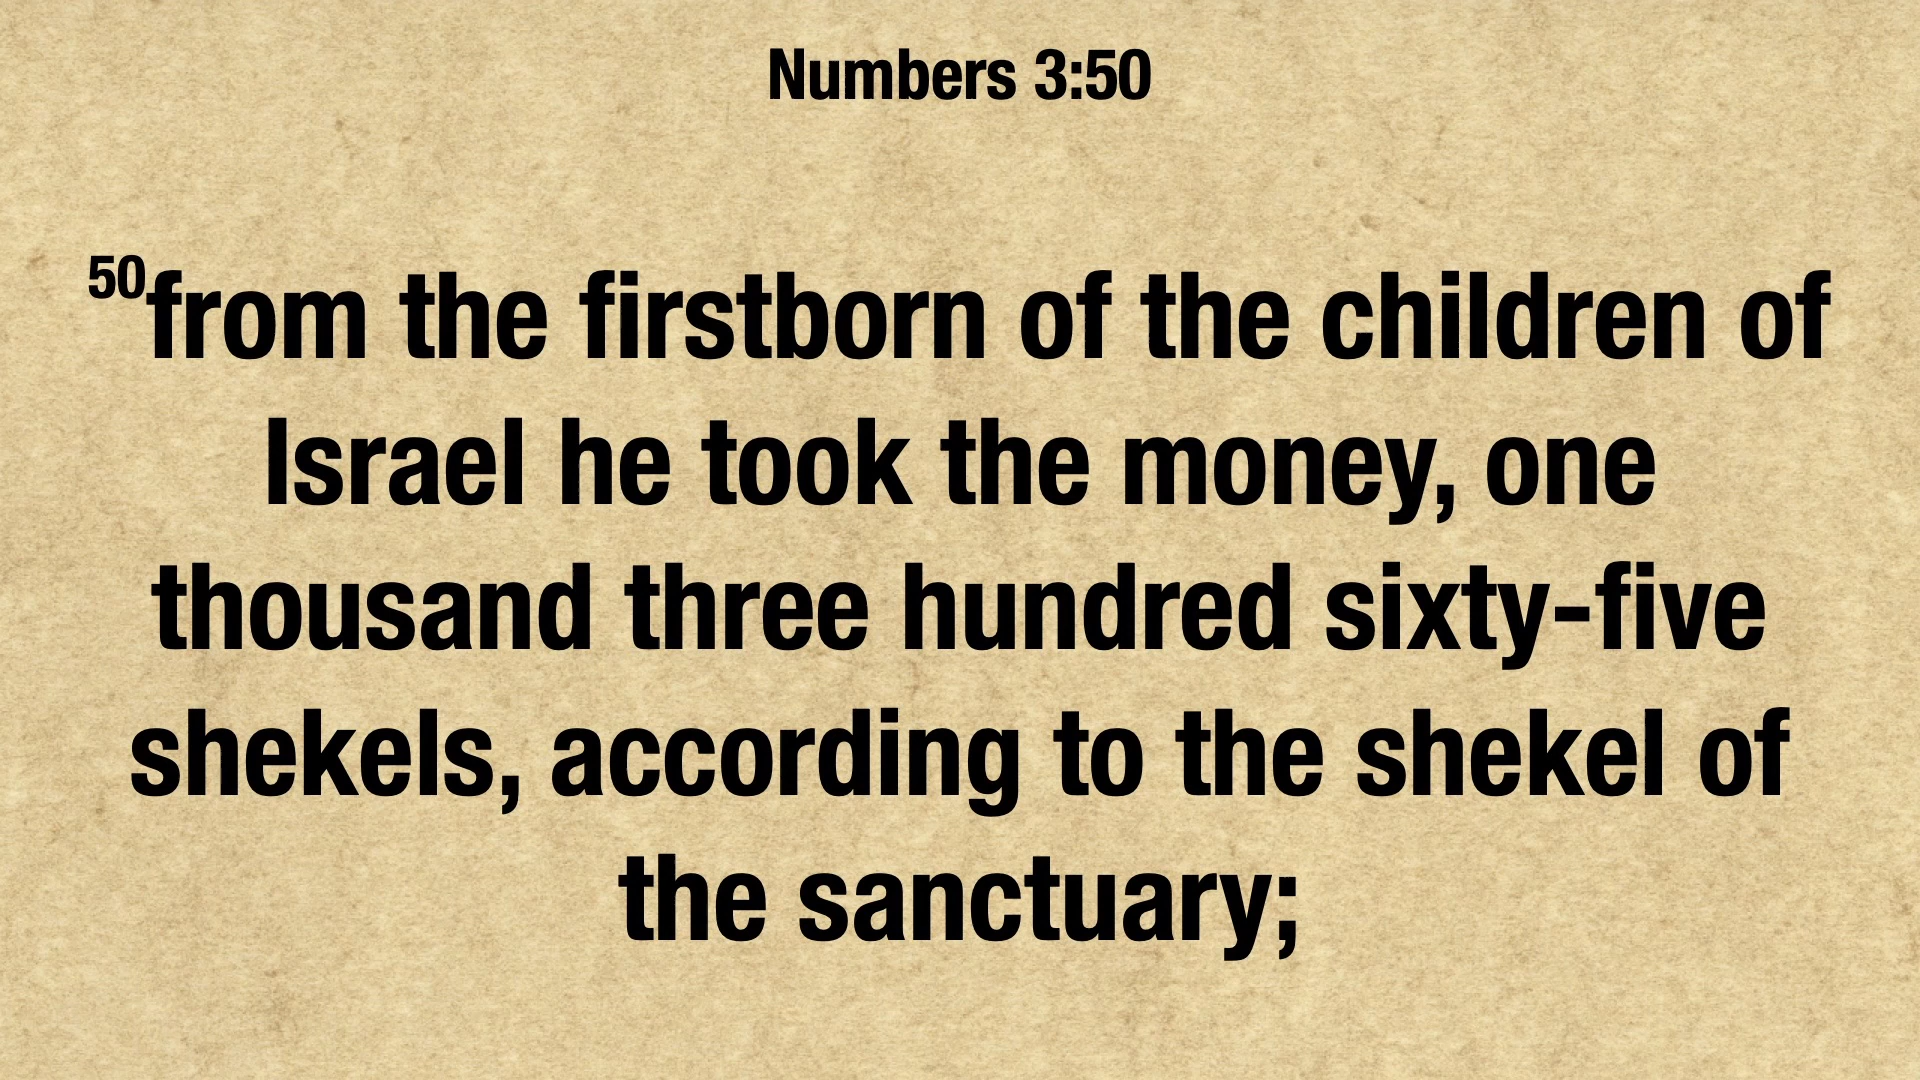 Numbers 3:50
50from the firstborn of the children of
Israel he took the money, one
thousand three hundred sixty-five
shekels, according to the shekel of
the sanctuary;